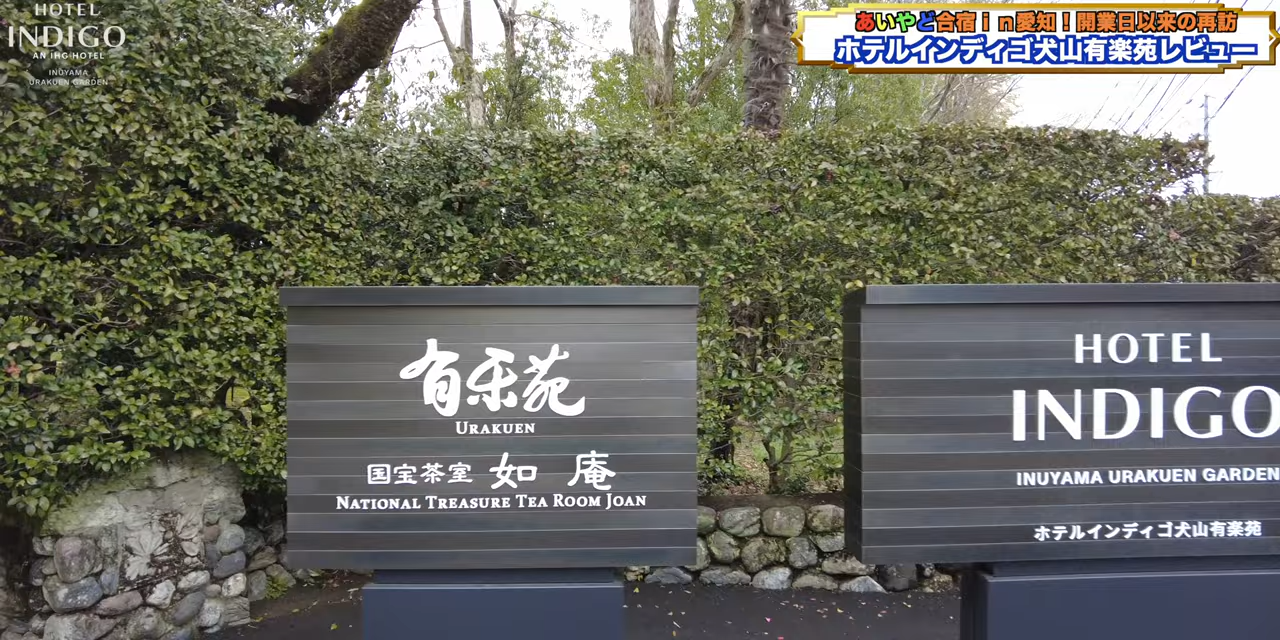 HOTEL
INDIGO
AN IHG HOTEL
INUYAMA
URAKUEN GARDEN
あいやど合宿in愛知!開業日以来の再訪
ホテルインディゴ犬山有楽苑レビュー
有楽苑
URAKUEN
国宝茶室 如庵
NATIONAL TREASURE TEA ROOM JOAN
HOTEL
INDIGO
INUYAMA URAKUEN GARDEN
ホテルインディゴ犬山有楽苑